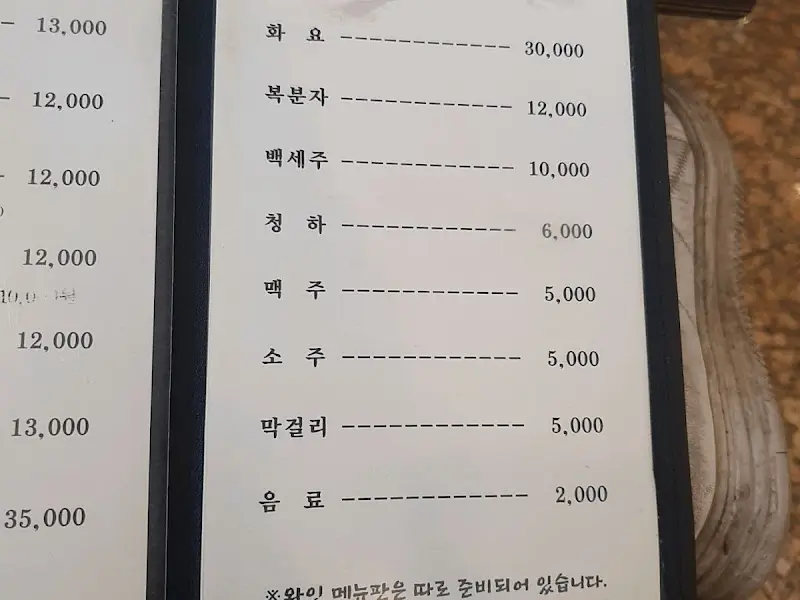 13,000
12,000
12,000
12,000
12,000
13,000
35,000
화 요 ------------ 30,000
복분자 ------------ 12,000
백세주 ------------ 10,000
청 하 ------------ 6,000
맥 주 ------------ 5,000
소 주 ------------ 5,000
막걸리 ------------ 5,000
음 료 ------------ 2,000
※와인 메뉴판은 따로 준비되어 있습니다.